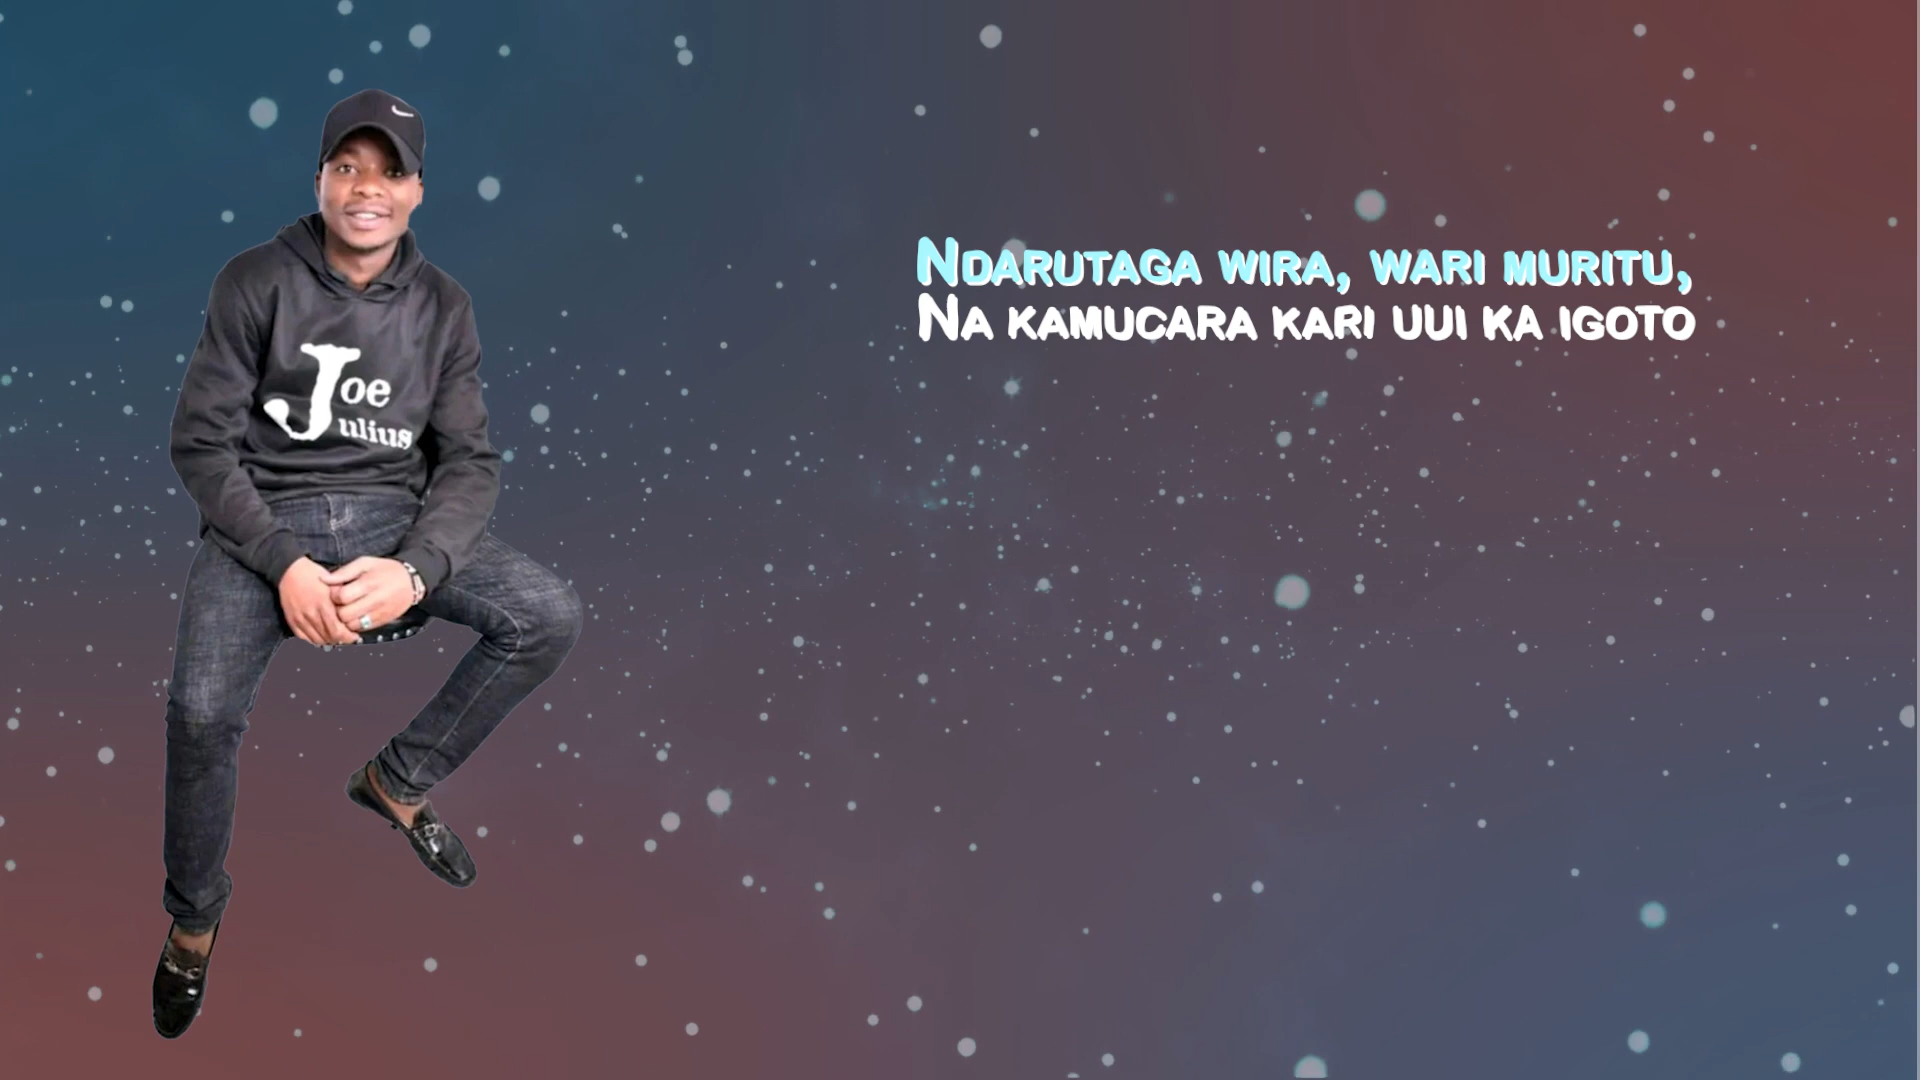 Joe
Julius
NDARUTAGA WIRA, WARI MURITU,
NA KAMUCARA KARI UUI KA IGOTO